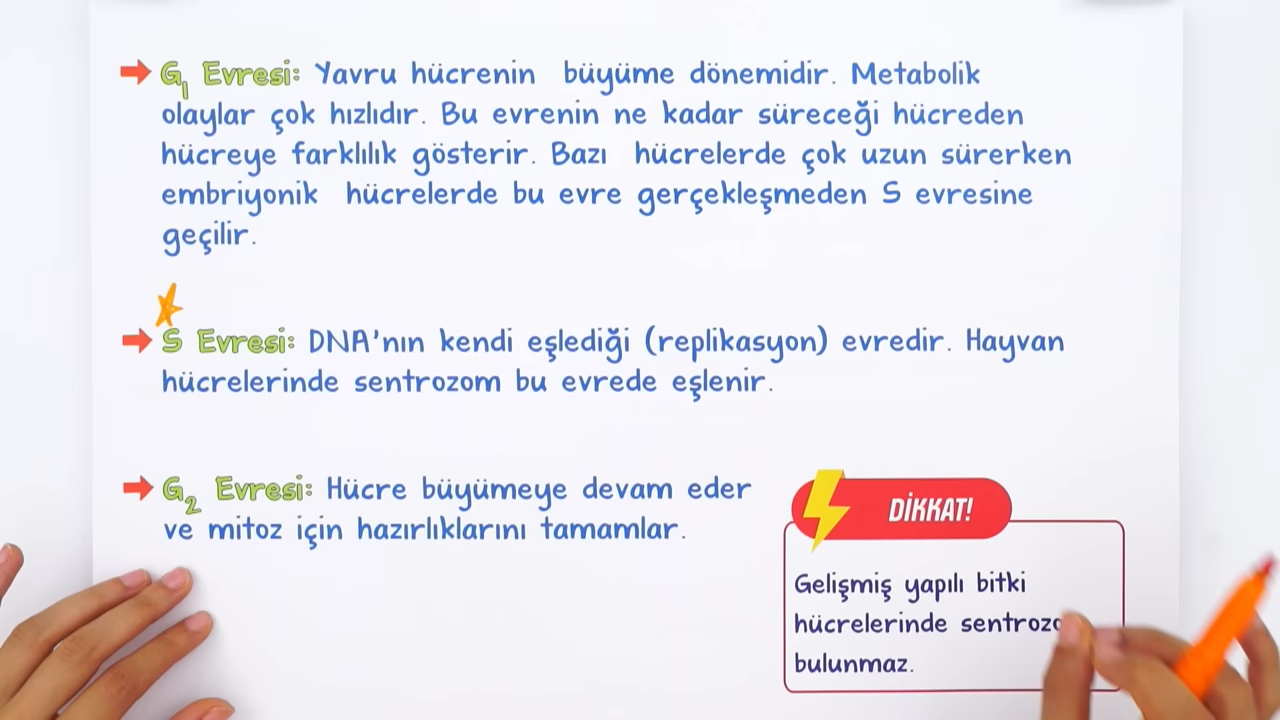 G₁ Evresi: Yavru hücrenin büyüme dönemidir. Metabolik
olaylar çok hızlıdır. Bu evrenin ne kadar süreceği hücreden
hücreye farklılık gösterir. Bazı hücrelerde çok uzun sürerken
embriyonik hücrelerde bu evre gerçekleşmeden S evresine
geçilir.
S Evresi: DNA'nın kendi eşlediği (replikasyon) evredir. Hayvan
hücrelerinde sentrozom bu evrede eşlenir.
G₂ Evresi: Hücre büyümeye devam eder
ve mitoz için hazırlıklarını tamamlar.
DİKKAT!
Gelişmiş yapılı bitki
hücrelerinde
bulunmaz.